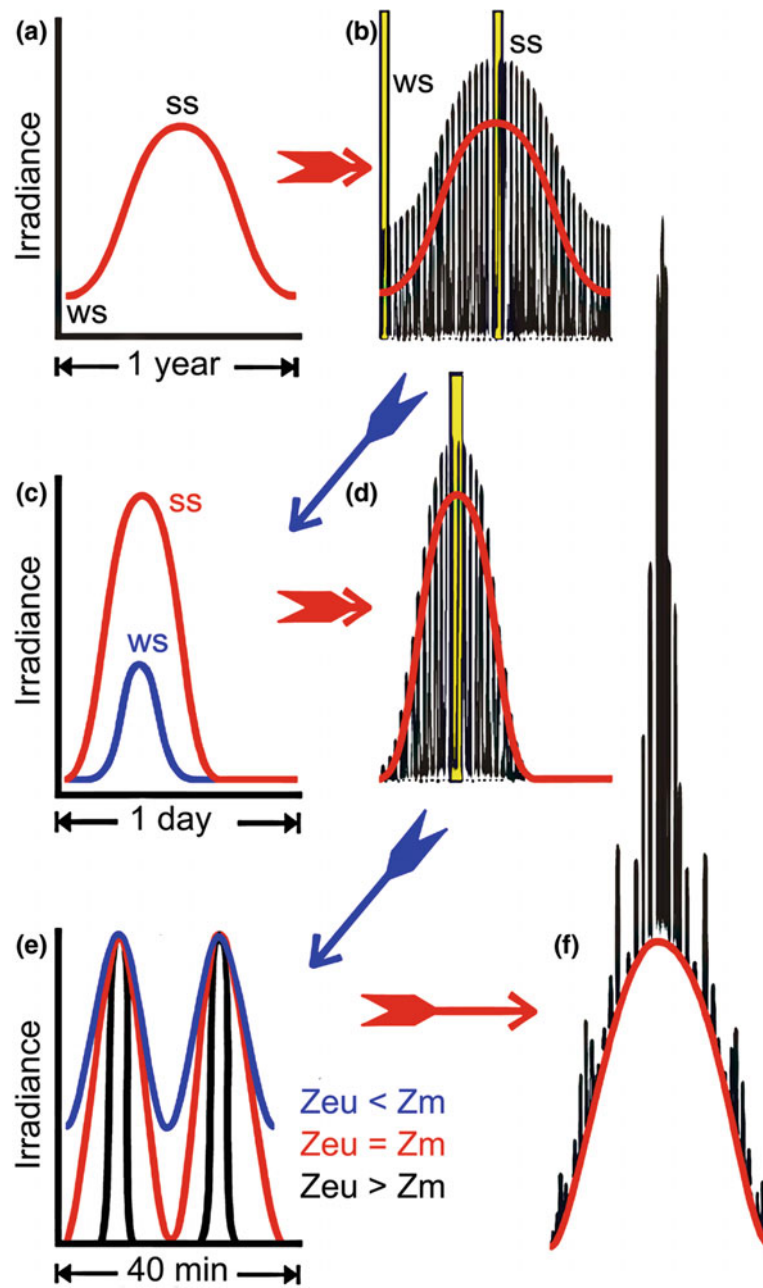 (a)
ss
Irradiance
ws
1 year
(b)
ws
ss
(c)
ss
ws
Irradiance
1 day
(d)
(e)
Irradiance
40 min
Zeu < Zm
Zeu = Zm
Zeu > Zm
(f)